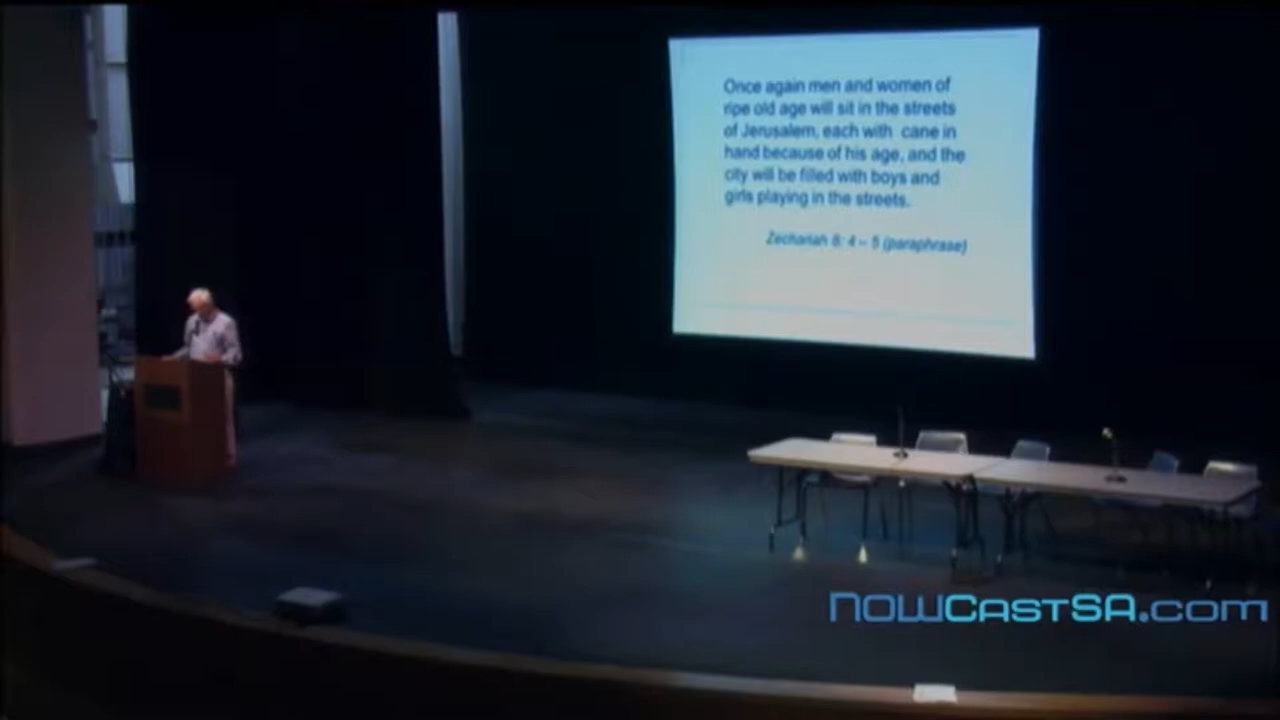 Once again men and women of
ripe old age will sit in the streets
of Jerusalem, each with cane in
hand because of his age, and the
city will be filled with boys and
girls playing in the streets.
Zechariah 8: 4 – 5 (paraphrase)
NOWCastSA.com